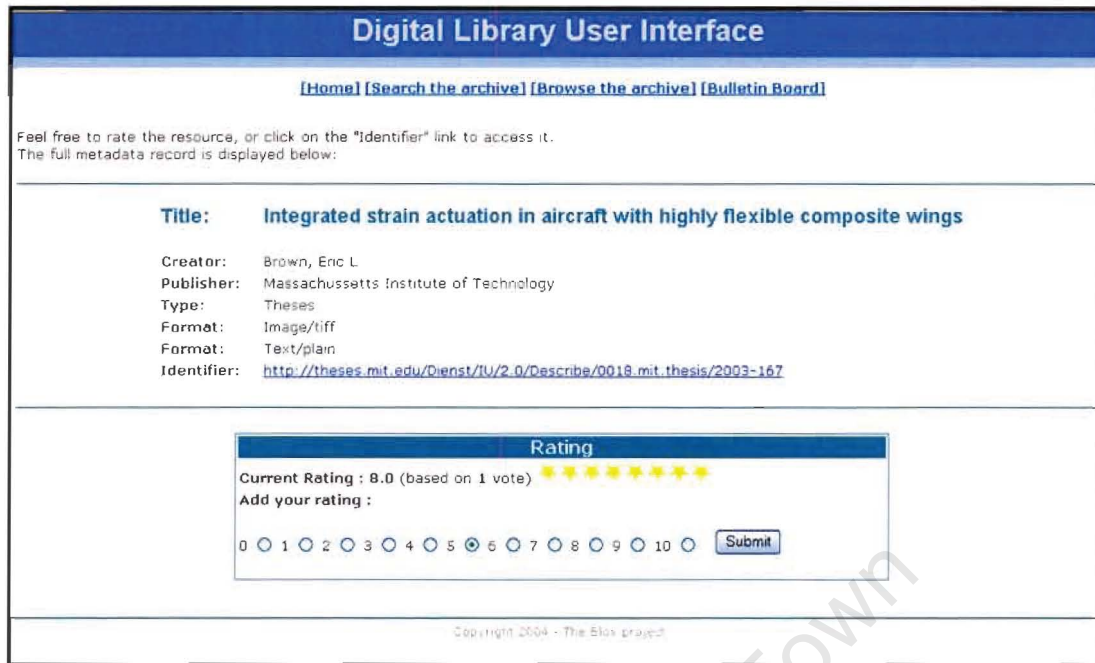 Digital Library User Interface
[Home] [Search the archive] [Browse the archive] [Bulletin Board]
Feel free to rate the resource, or click on the "Identifier" link to access it.
The full metadata record is displayed below:
Title: Integrated strain actuation in aircraft with highly flexible composite wings
Creator: Brown, Eric L
Publisher: Massachussetts Institute of Technology
Type: Theses
Format: Image/tiff
Format: Text/plain
Identifier: http://theses.mit.edu/Dienst/IU/2.0/Describe/0018.mit.thesis/2003-167
Rating
Current Rating : 8.0 (based on 1 vote)
Add your rating :
0 1 2 3 4 5 6 7 8 9 10 Submit
Copyright 2004 - The Blox project
Town